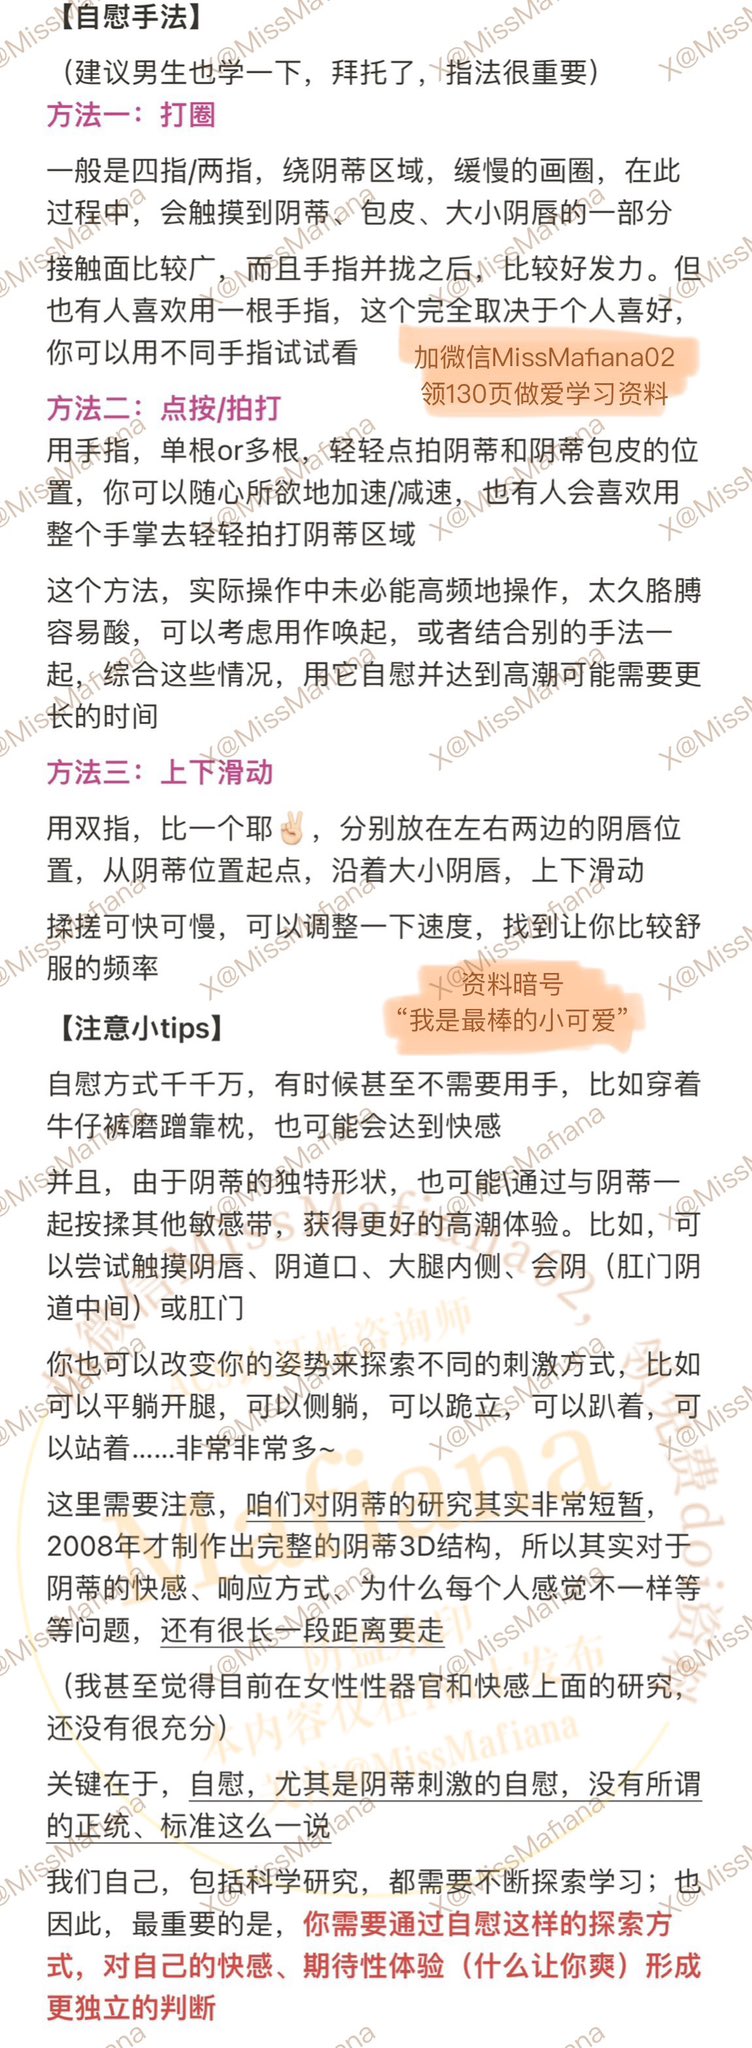 【自慰手法】
（建议男生也学一下，拜托了，指法很重要）
方法一：打圈
一般是四指/两指，绕阴蒂区域，缓慢的画圈，在此
过程中，会触摸到阴蒂、包皮、大小阴唇的一部分
接触面比较广，而且手指并拢之后，比较好发力。但
也有人喜欢用一根手指，这个完全取决于个人喜好，
你可以用不同手指试试看
加微信MissMafiana02
领130页做爱学习资料
方法二：点按/拍打
用手指，单根or多根，轻轻点拍阴蒂和阴蒂包皮的位
置，你可以随心所欲地加速/减速，也有人会喜欢用
整个手掌去轻轻拍打阴蒂区域
这个方法，实际操作中未必能高频地操作，太久胳膊
容易酸，可以考虑用作唤起，或者结合别的手法一
起，综合这些情况，用它自慰并达到高潮可能需要更
长的时间
方法三：上下滑动
用双指，比一个耶✌🏻，分别放在左右两边的阴唇位
置，从阴蒂位置起点，沿着大小阴唇，上下滑动
揉搓可快可慢，可以调整一下速度，找到让你比较舒
服的频率
资料暗号
“我是最棒的小可爱”
【注意小tips】
自慰方式千千万，有时候甚至不需要用手，比如穿着
牛仔裤磨蹭靠枕，也可能会达到快感
并且，由于阴蒂的独特形状，也可能\通过与阴蒂一
起按揉其他敏感带，获得更好的高潮体验。比如，可
以尝试触摸阴唇、阴道口、大腿内侧、会阴（肛门阴
道中间）或肛门
你也可以改变你的姿势来探索不同的刺激方式，比如
可以平躺开腿，可以侧躺，可以跪立，可以趴着，可
以站着……非常非常多~
这里需要注意，咱们对阴蒂的研究其实非常短暂，
2008年才制作出完整的阴蒂3D结构，所以其实对于
阴蒂的快感、响应方式、为什么每个人感觉不一样等
等问题，还有很长一段距离要走
（我甚至觉得目前在女性性器官和快感上面的研究，
还没有很充分）
关键在于，自慰，尤其是阴蒂刺激的自慰，没有所谓
的正统、标准这么一说
我们自己，包括科学研究，都需要不断探索学习；也
因此，最重要的是，你需要通过自慰这样的探索方
式，对自己的快感、期待性体验（什么让你爽）形成
更独立的判断
X@MissMafiana
加微信MissMafiana02，领免费doi资料
Mafiana